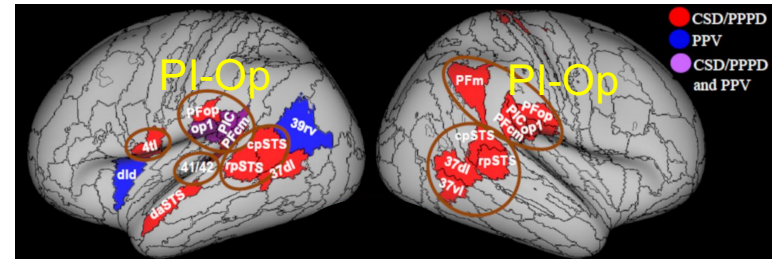 CSD/PPPD
PPV
CSD/PPPD
and PPV
PI-Op
PFop
op1
PIC
PFcm
39rv
cpSTS
rpSTS
37dl
4tl
41/42
dld
daSTS
PI-Op
PFm
PFop
PIC
op1
PFcm
cpSTS
37dl
rpSTS
37vl